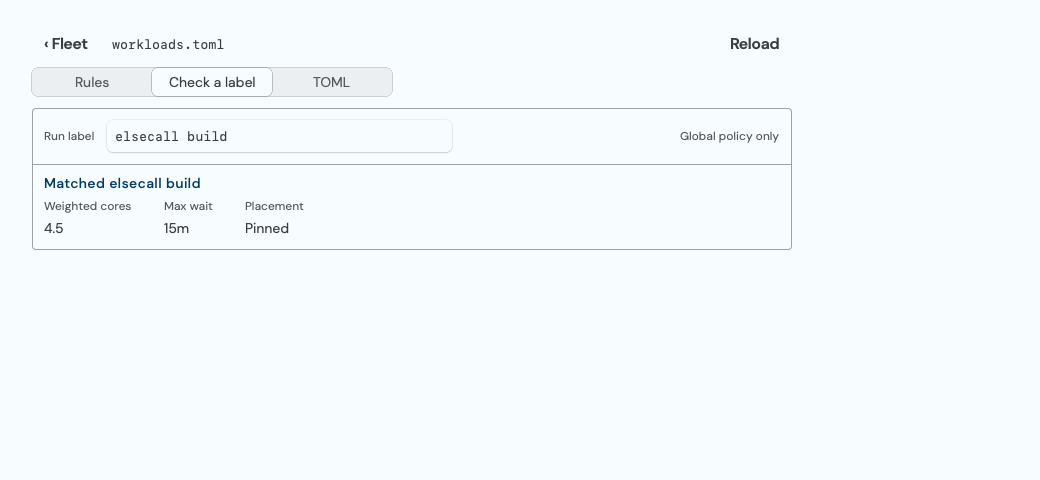 ‹ Fleet workloads.toml Reload
Rules Check a label TOML
Run label elsecall build Global policy only
Matched elsecall build
Weighted cores Max wait Placement
4.5 15m Pinned